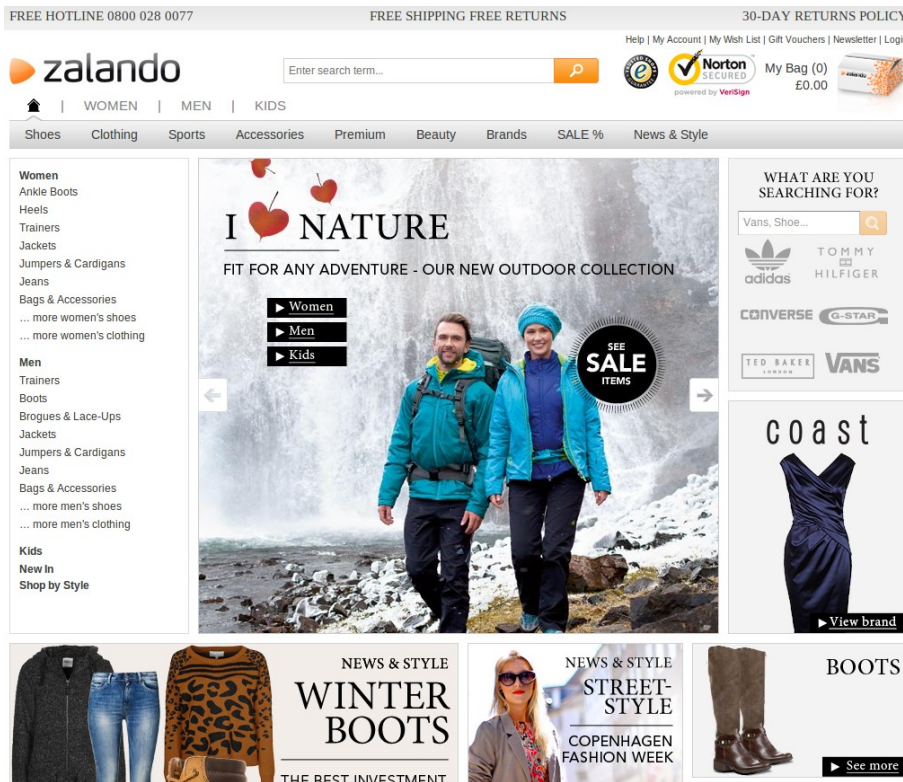 FREE HOTLINE 0800 028 0077
FREE SHIPPING FREE RETURNS
30-DAY RETURNS POLICY
Help | My Account | My Wish List | Gift Vouchers | Newsletter | Logi
zalando
Enter search term...
Norton
SECURED
powered by VeriSign
My Bag (0)
£0.00
| WOMEN | MEN | KIDS
Shoes Clothing Sports Accessories Premium Beauty Brands SALE % News & Style
Women
Ankle Boots
Heels
Trainers
Jackets
Jumpers & Cardigans
Jeans
Bags & Accessories
... more women's shoes
... more women's clothing
Men
Trainers
Boots
Brogues & Lace-Ups
Jackets
Jumpers & Cardigans
Jeans
Bags & Accessories
... more men's shoes
... more men's clothing
Kids
New In
Shop by Style
I NATURE
FIT FOR ANY ADVENTURE - OUR NEW OUTDOOR COLLECTION
Women
Men
Kids
SEE
SALE
ITEMS
WHAT ARE YOU
SEARCHING FOR?
Vans, Shoe...
adidas
TOMMY
HILFIGER
CONVERSE
G-STAR
TED BAKER
LONDON
VANS
coast
View brand
NEWS & STYLE
WINTER
BOOTS
THE BEST INVESTMENT
NEWS & STYLE
STREET-
STYLE
COPENHAGEN
FASHION WEEK
BOOTS
See more